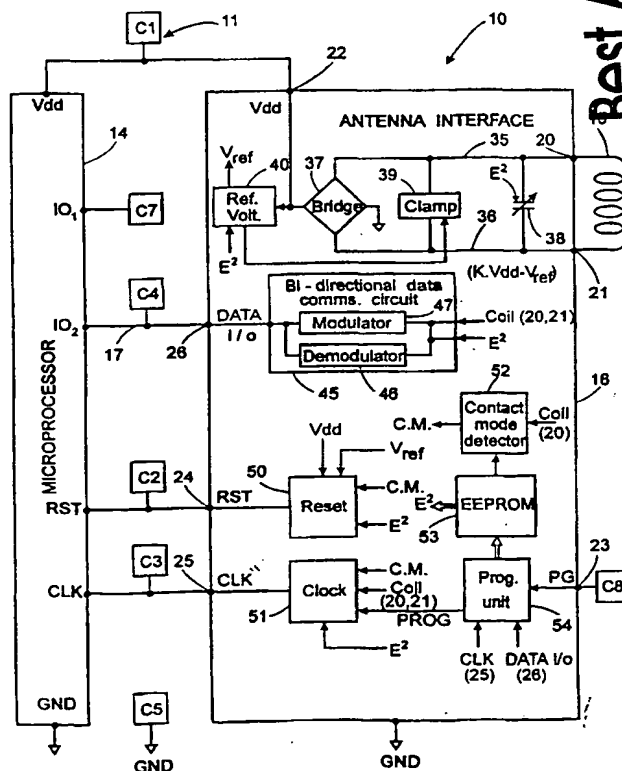 C1
11
10
Best
22
Vdd
Vdd
14
ANTENNA INTERFACE
35
20
Vref
40
37
39
E²
IO1
C7
Ref. Volt.
Bridge
Clamp
38
E²
36
(K.Vdd-Vref)
21
C4
Bi-directional data comms. circuit
47
IO2
DATA
I/o
Modulator
Coil (20,21)
17
26
Demodulator
E²
45
46
52
16
MICROPROCESSOR
C.M.
Contact mode detector
Coil (20)
Vdd
Vref
C2
24
50
RST
RST
Reset
C.M.
E²
E²
EEPROM
53
C3
25
23
CLK
CLK
Clock
C.M.
Coil (20,21)
PROG
Prog. unit
PG
C8
51
54
E²
CLK (25)
DATA I/o (26)
GND
C5
GND
GND